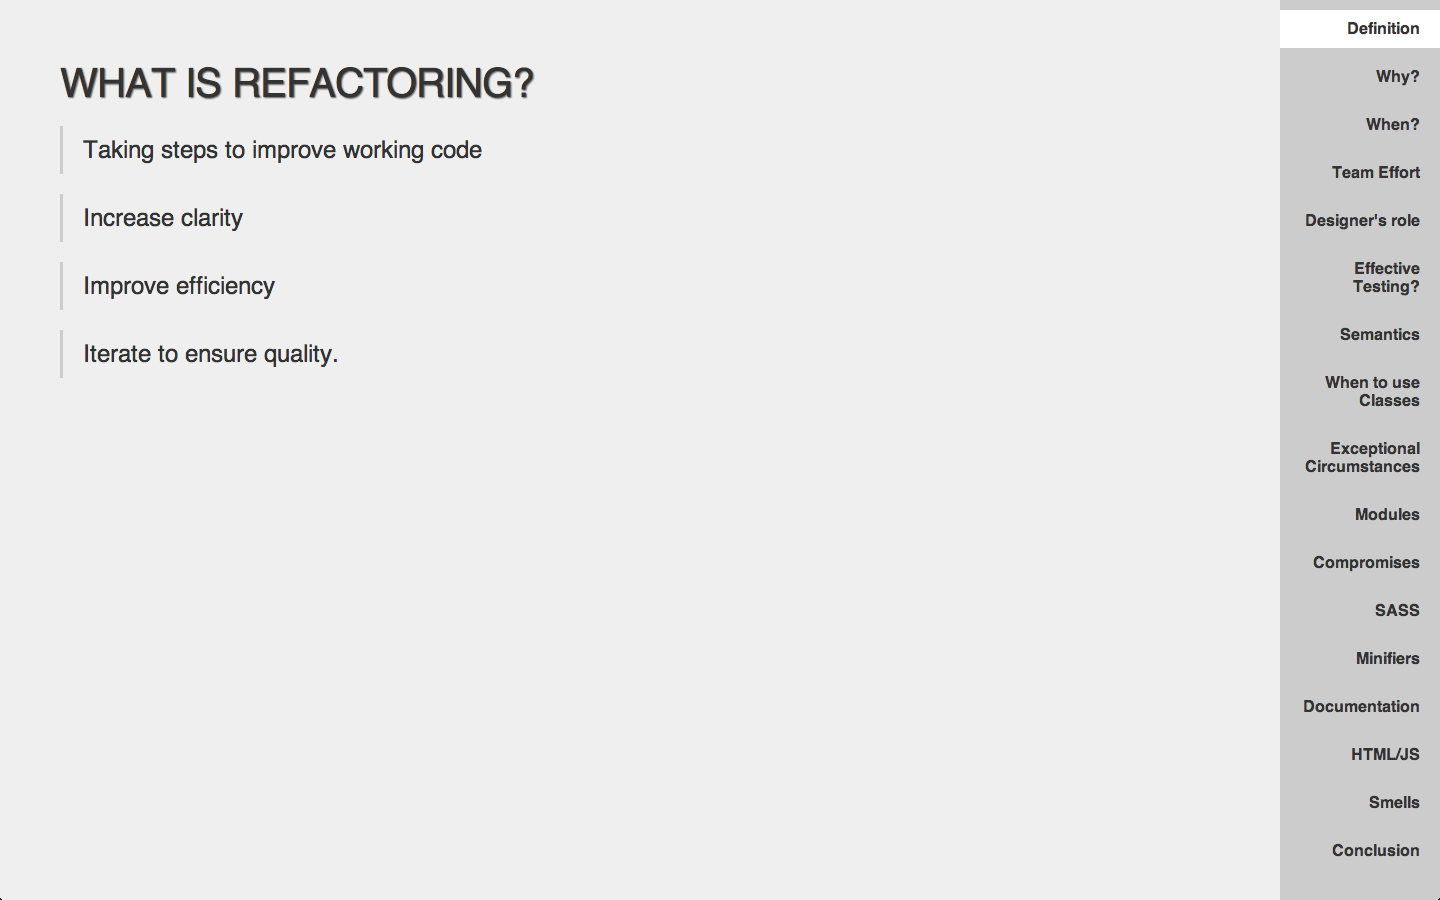 WHAT IS REFACTORING?
Taking steps to improve working code
Increase clarity
Improve efficiency
Iterate to ensure quality.
Definition
Why?
When?
Team Effort
Designer's role
Effective
Testing?
Semantics
When to use
Classes
Exceptional
Circumstances
Modules
Compromises
SASS
Minifiers
Documentation
HTML/JS
Smells
Conclusion